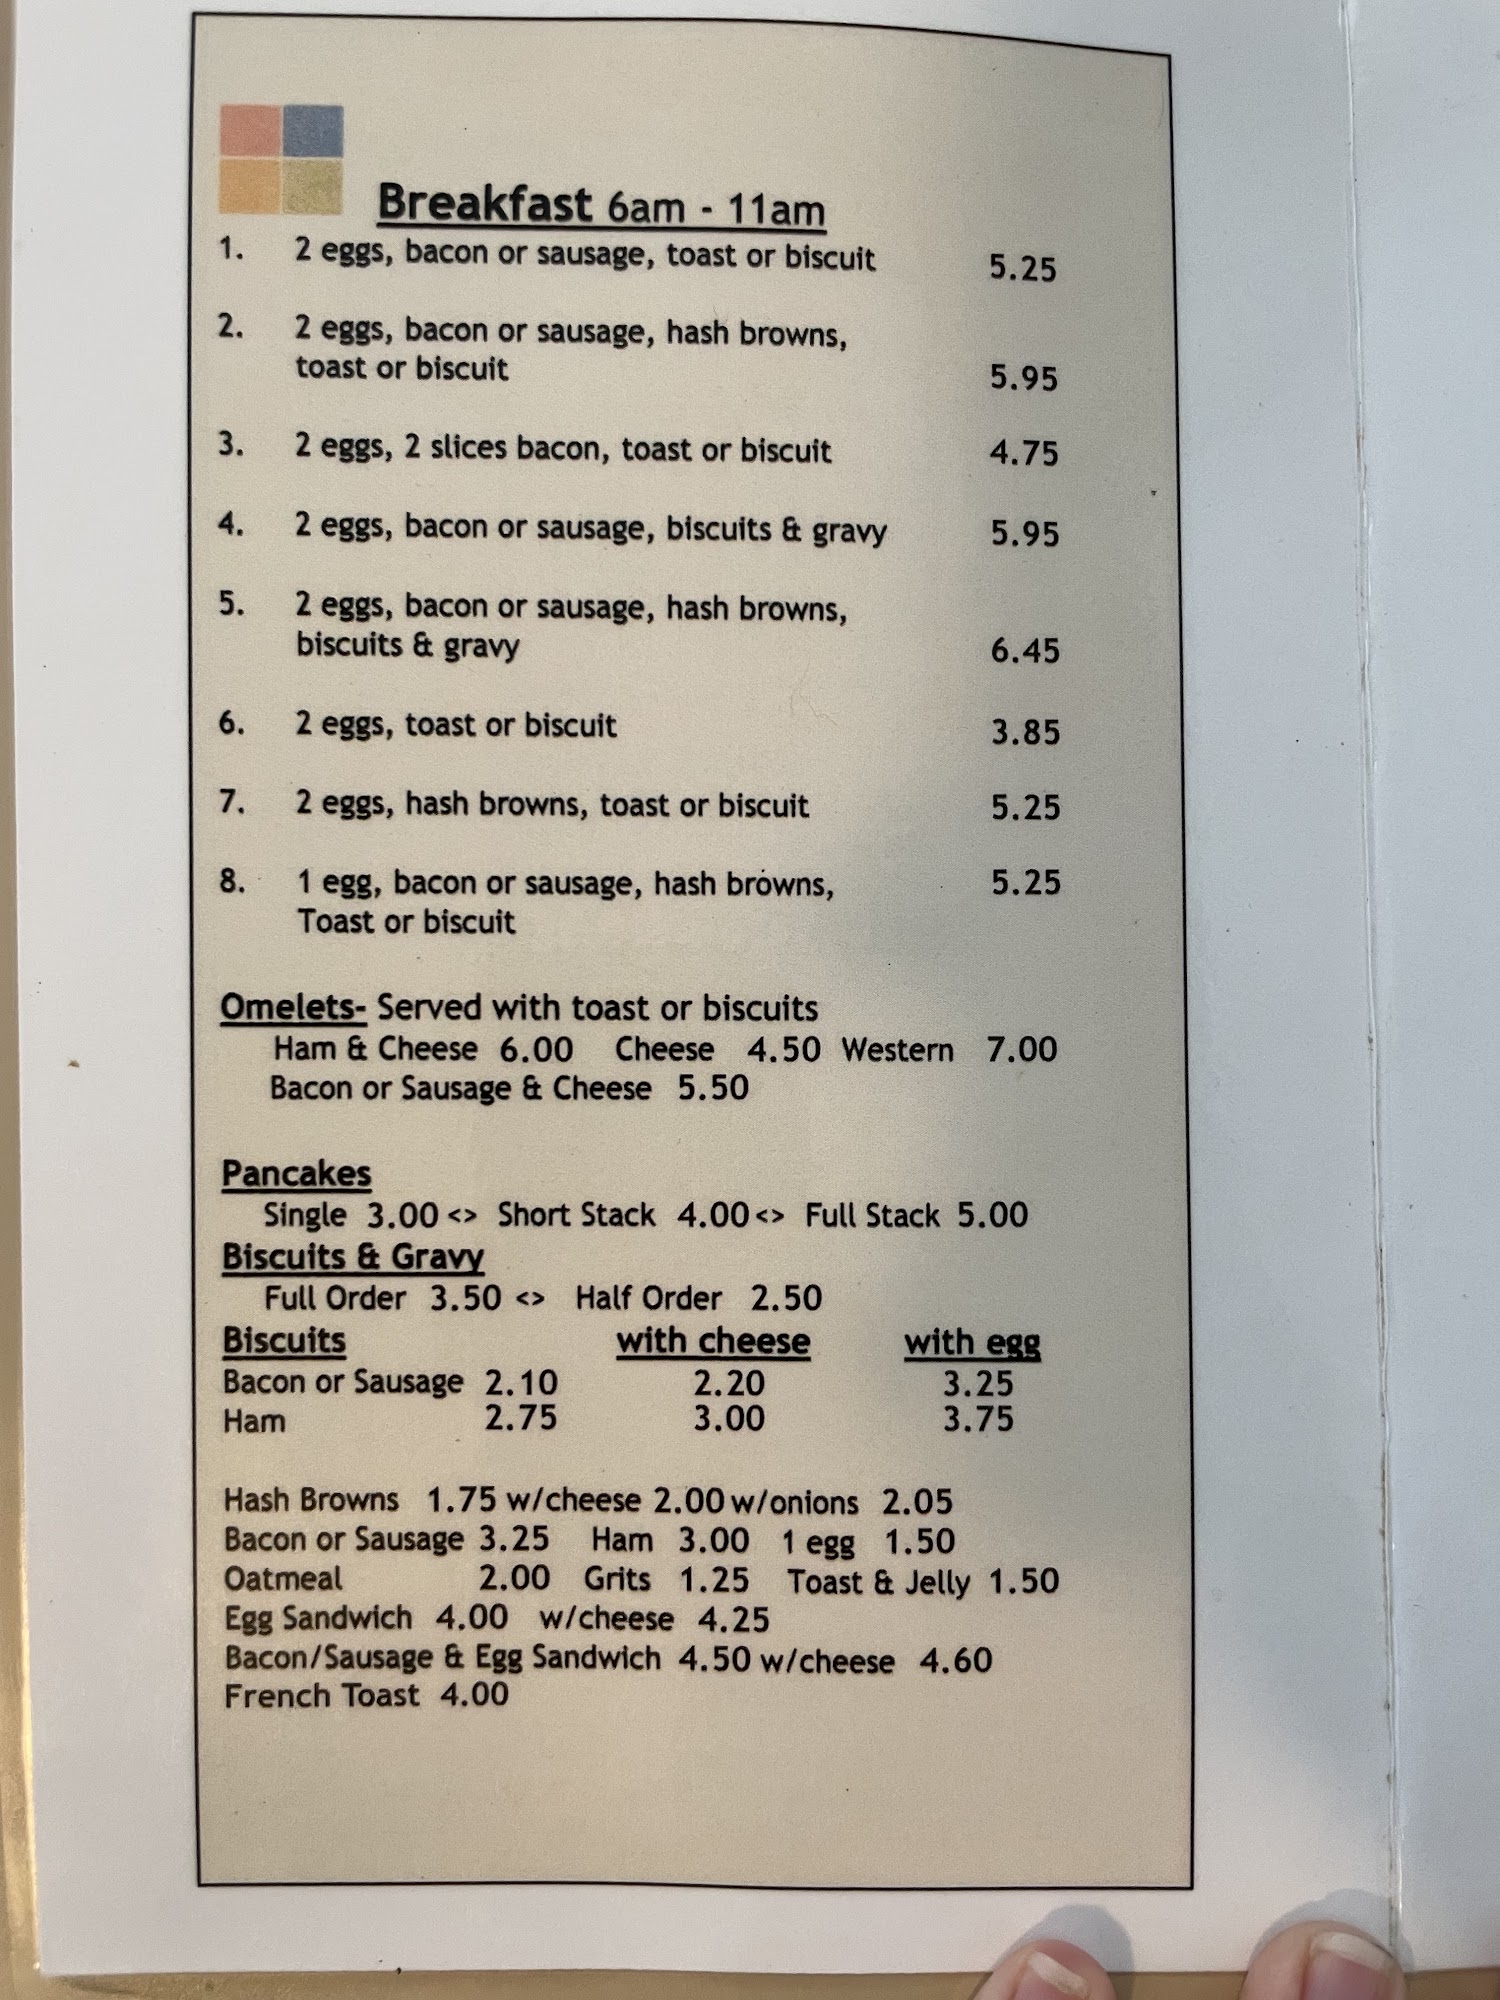 Breakfast 6am - 11am
1. 2 eggs, bacon or sausage, toast or biscuit 5.25
2. 2 eggs, bacon or sausage, hash browns,
toast or biscuit 5.95
3. 2 eggs, 2 slices bacon, toast or biscuit 4.75
4. 2 eggs, bacon or sausage, biscuits & gravy 5.95
5. 2 eggs, bacon or sausage, hash browns,
biscuits & gravy 6.45
6. 2 eggs, toast or biscuit 3.85
7. 2 eggs, hash browns, toast or biscuit 5.25
8. 1 egg, bacon or sausage, hash browns, 5.25
Toast or biscuit
Omelets- Served with toast or biscuits
Ham & Cheese 6.00 Cheese 4.50 Western 7.00
Bacon or Sausage & Cheese 5.50
Pancakes
Single 3.00 <> Short Stack 4.00 <> Full Stack 5.00
Biscuits & Gravy
Full Order 3.50 <> Half Order 2.50
Biscuits with cheese with egg
Bacon or Sausage 2.10 2.20 3.25
Ham 2.75 3.00 3.75
Hash Browns 1.75 w/cheese 2.00 w/onions 2.05
Bacon or Sausage 3.25 Ham 3.00 1 egg 1.50
Oatmeal 2.00 Grits 1.25 Toast & Jelly 1.50
Egg Sandwich 4.00 w/cheese 4.25
Bacon/Sausage & Egg Sandwich 4.50 w/cheese 4.60
French Toast 4.00